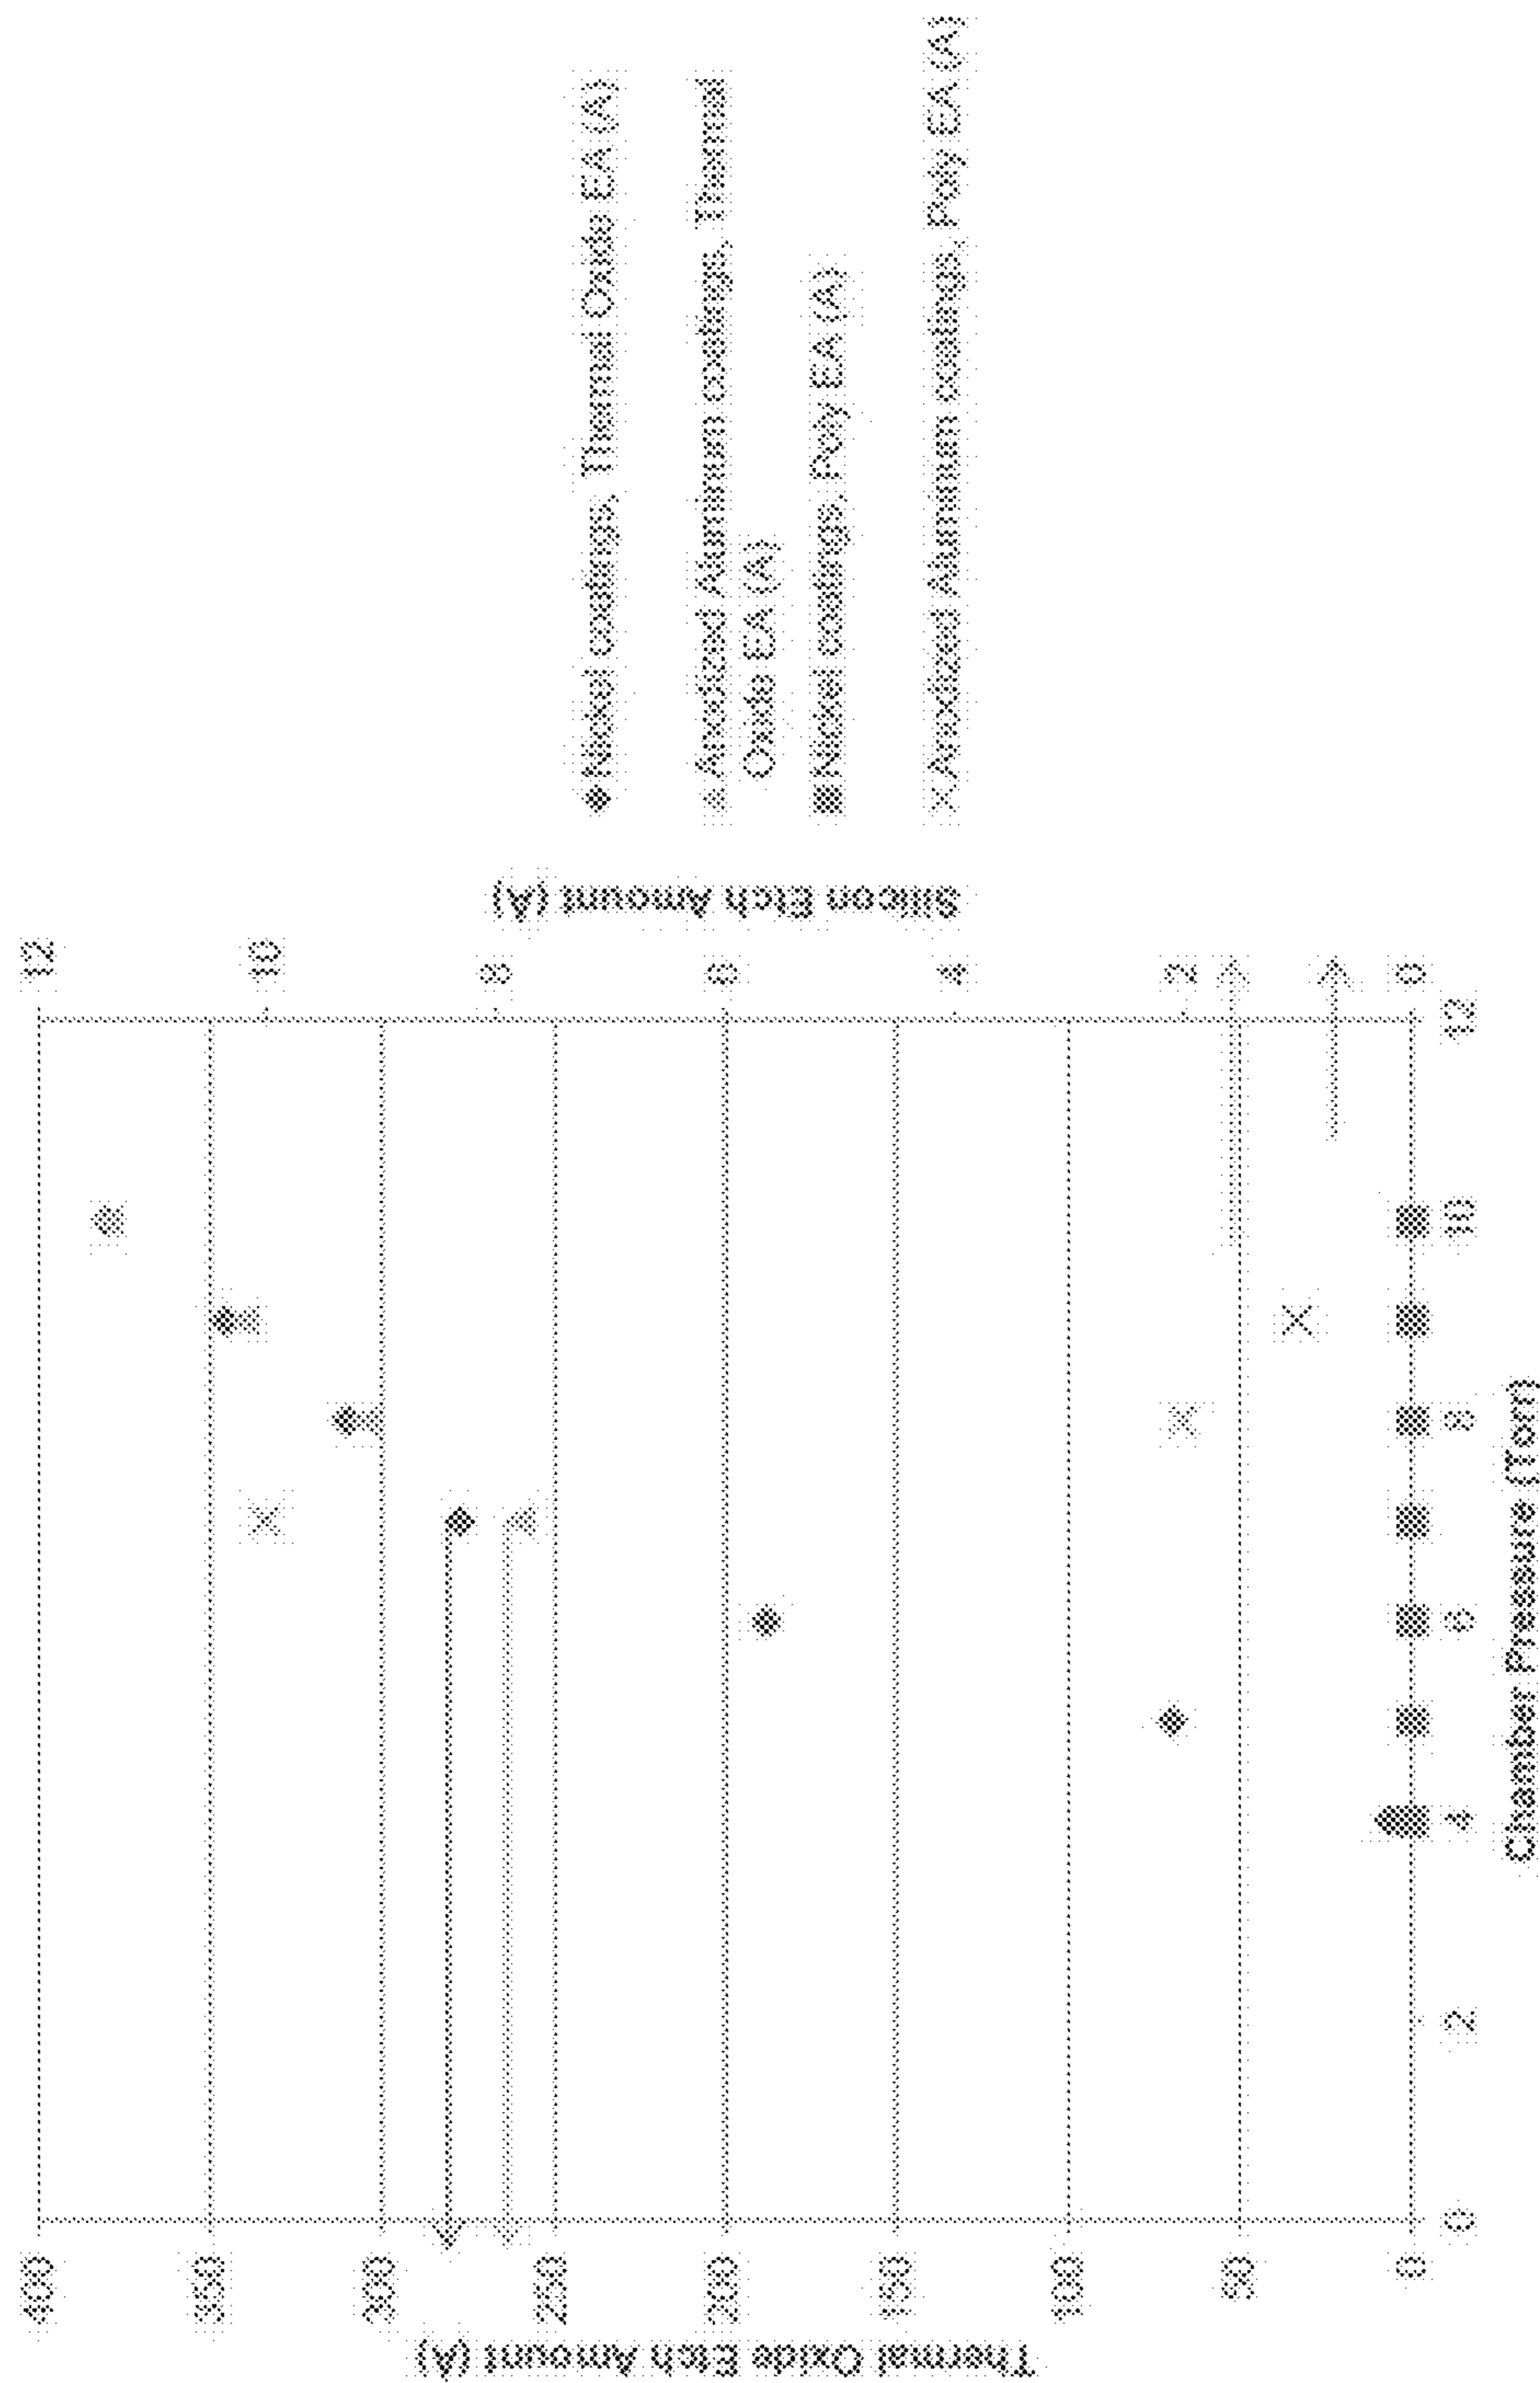 Thermal Oxide Etch Amount (A)
400
350
300
250
200
150
100
50
0
0
2
4
6
8
10
12
Chamber Pressure (Torr)
12
10
8
6
4
2
0
Silicon Etch Amount (A)
Nickel coatings, Thermal Oxide EA (A)
Anodized Aluminum coatings, Thermal
Oxide EA (A)
Nickel coatings, Poly EA (A)
Anodized Aluminum coatings, Poly EA (A)